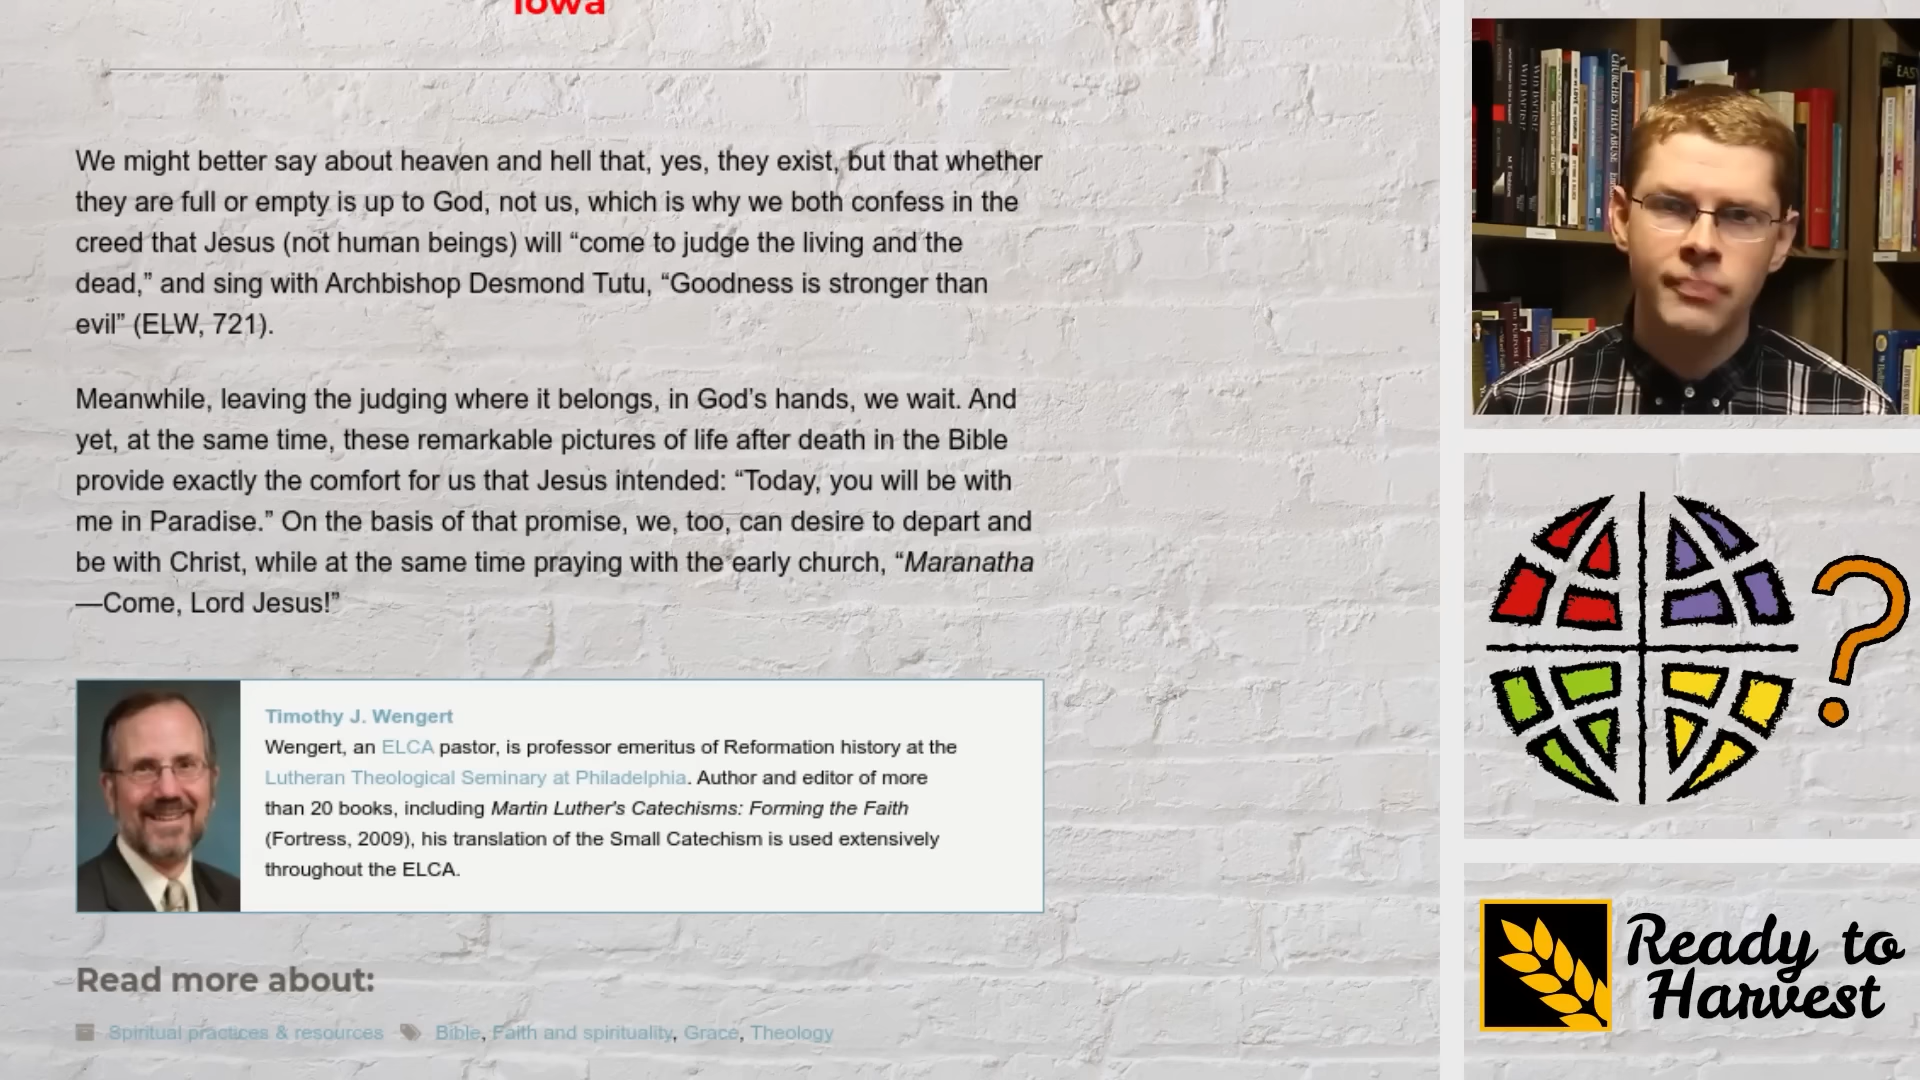 Iowa
We might better say about heaven and hell that, yes, they exist, but that whether
they are full or empty is up to God, not us, which is why we both confess in the
creed that Jesus (not human beings) will “come to judge the living and the
dead,” and sing with Archbishop Desmond Tutu, “Goodness is stronger than
evil” (ELW, 721).
Meanwhile, leaving the judging where it belongs, in God’s hands, we wait. And
yet, at the same time, these remarkable pictures of life after death in the Bible
provide exactly the comfort for us that Jesus intended: “Today, you will be with
me in Paradise.” On the basis of that promise, we, too, can desire to depart and
be with Christ, while at the same time praying with the early church, “Maranatha
—Come, Lord Jesus!”
Timothy J. Wengert
Wengert, an ELCA pastor, is professor emeritus of Reformation history at the
Lutheran Theological Seminary at Philadelphia. Author and editor of more
than 20 books, including Martin Luther's Catechisms: Forming the Faith
(Fortress, 2009), his translation of the Small Catechism is used extensively
throughout the ELCA.
Read more about:
Spiritual practices & resources Bible, Faith and spirituality, Grace, Theology
CHURCHES THAT ABUSE
EAS
?
Ready to
Harvest